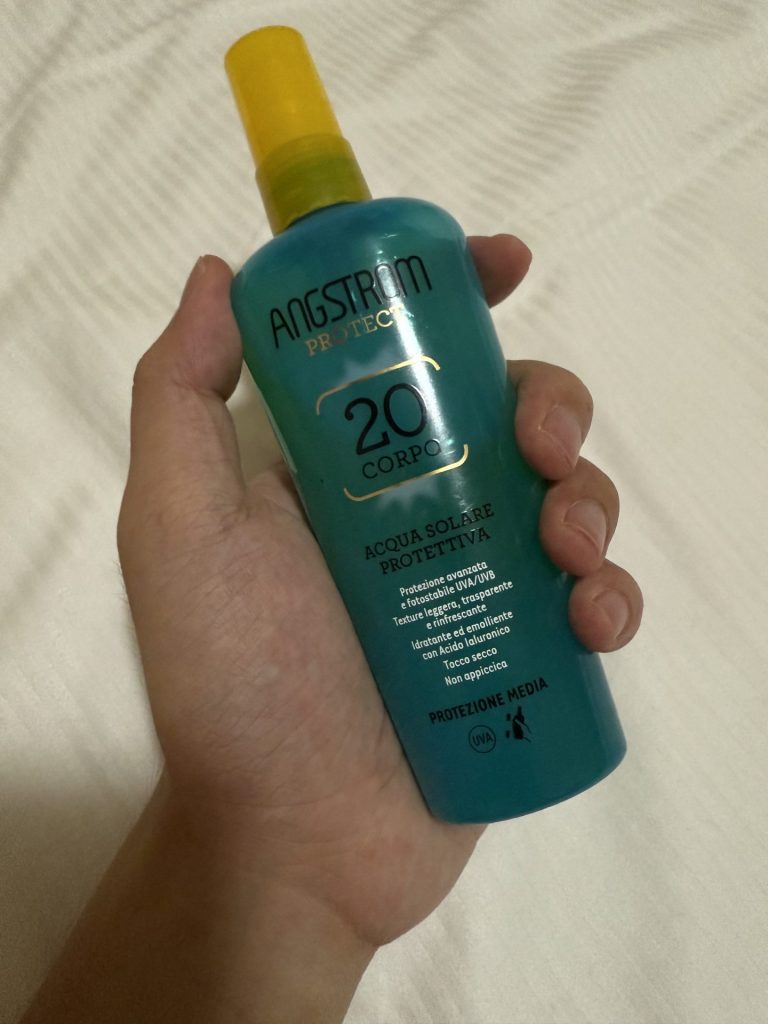 ANGSTROM
PROTECT
20
CORPO
ACQUA SOLARE
PROTETTIVA
Protezione avanzata
e fotostabile UVA/UVB
Texture leggera, trasparente
e rinfrescante
Idratante ed emolliente
con Acido Ialuronico
Tocco secco
Non appiccica
PROTEZIONE MEDIA
UVA